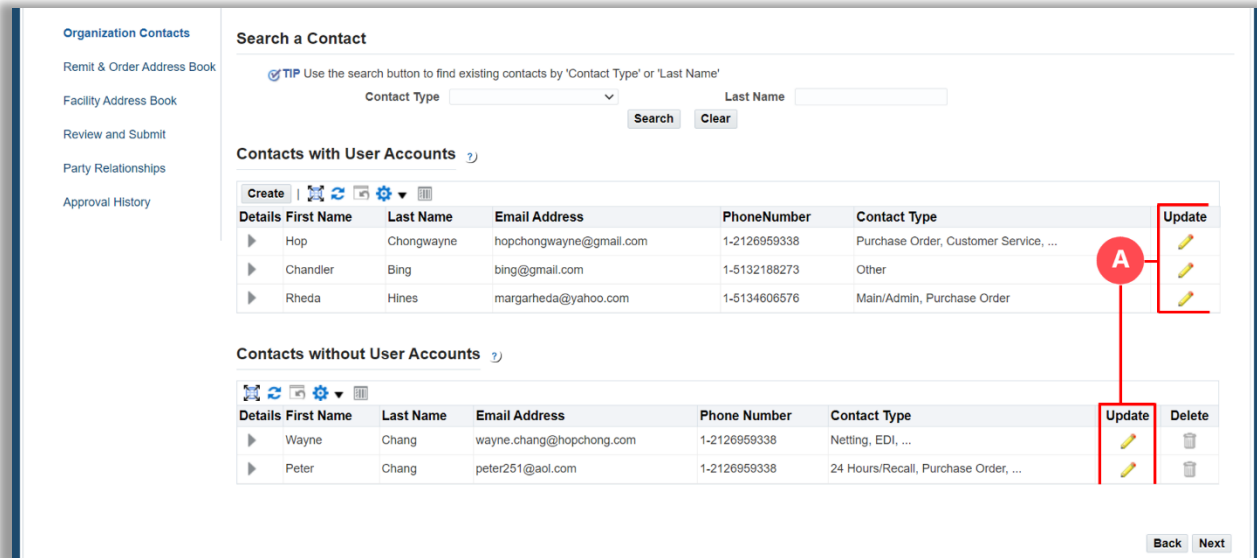 Organization Contacts
Remit & Order Address Book
Facility Address Book
Review and Submit
Party Relationships
Approval History
Search a Contact
TIP Use the search button to find existing contacts by 'Contact Type' or 'Last Name'
Contact Type Last Name
Search Clear
Contacts with User Accounts ?
Create |
Details First Name Last Name Email Address PhoneNumber Contact Type Update
Hop Chongwayne hopchongwayne@gmail.com 1-2126959338 Purchase Order, Customer Service, ...
Chandler Bing bing@gmail.com 1-5132188273 Other
Rheda Hines margarheda@yahoo.com 1-5134606576 Main/Admin, Purchase Order
A
Contacts without User Accounts ?
Details First Name Last Name Email Address Phone Number Contact Type Update Delete
Wayne Chang wayne.chang@hopchong.com 1-2126959338 Netting, EDI, ...
Peter Chang peter251@aol.com 1-2126959338 24 Hours/Recall, Purchase Order, ...
Back Next